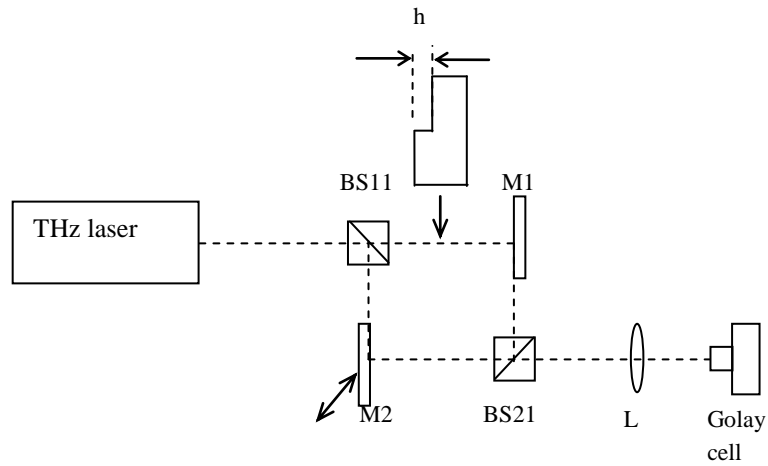 h
BS11
M1
THz laser
M2
BS21
L
Golay
cell